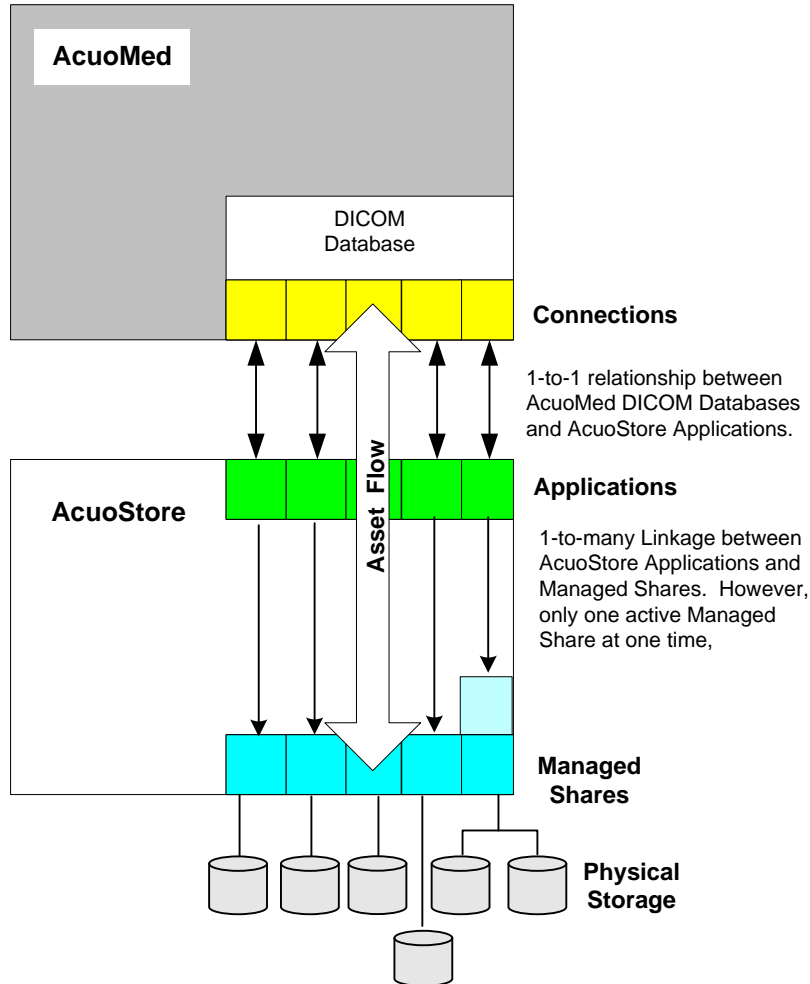 AcuoMed
DICOM
Database
Connections
1-to-1 relationship between
AcuoMed DICOM Databases
and AcuoStore Applications.
Asset Flow
AcuoStore
Applications
1-to-many Linkage between
AcuoStore Applications and
Managed Shares. However,
only one active Managed
Share at one time,
Managed
Shares
Physical
Storage